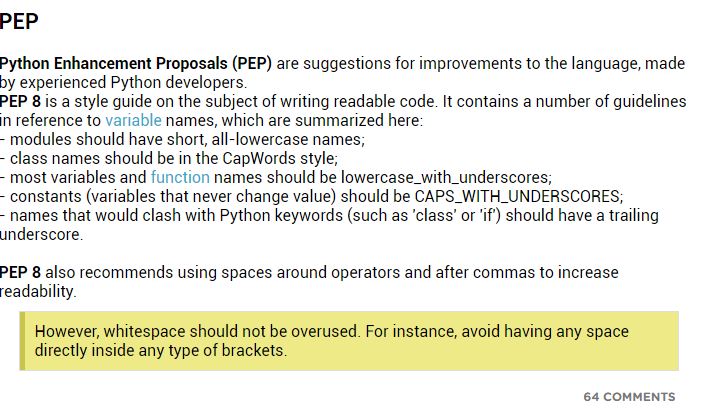 PEP
Python Enhancement Proposals (PEP) are suggestions for improvements to the language, made
by experienced Python developers.
PEP 8 is a style guide on the subject of writing readable code. It contains a number of guidelines
in reference to variable names, which are summarized here:
- modules should have short, all-lowercase names;
- class names should be in the CapWords style;
- most variables and function names should be lowercase_with_underscores;
- constants (variables that never change value) should be CAPS_WITH_UNDERSCORES;
- names that would clash with Python keywords (such as 'class' or 'if') should have a trailing
underscore.
PEP 8 also recommends using spaces around operators and after commas to increase
readability.
However, whitespace should not be overused. For instance, avoid having any space
directly inside any type of brackets.
64 COMMENTS